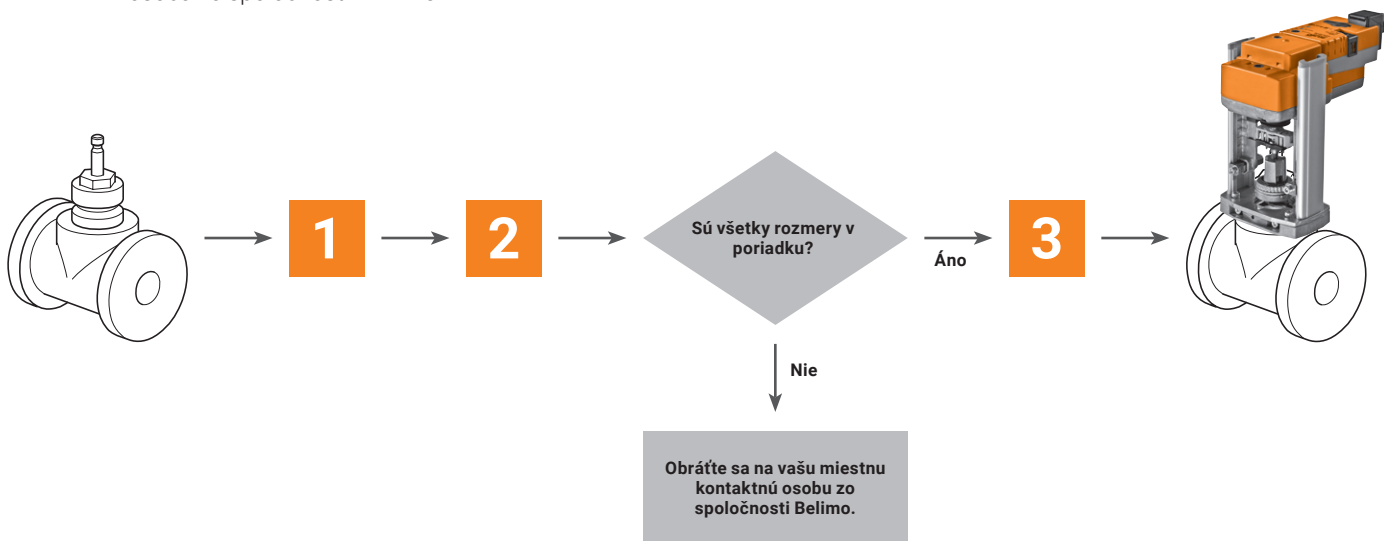 1
2
Sú všetky rozmery v
poriadku?
Áno
3
Nie
Obráťte sa na vašu miestnu
kontaktnú osobu zo
spoločnosti Belimo.